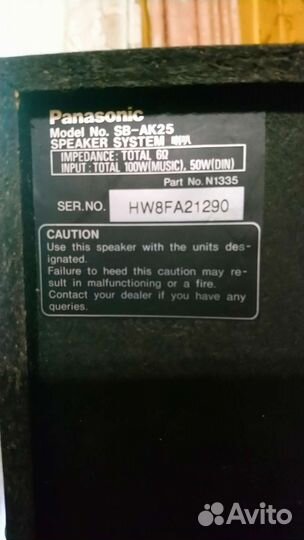 Panasonic
Model No. SB-AK25
SPEAKER SYSTEM
IMPEDANCE: TOTAL 6Ω
INPUT: TOTAL 100W(MUSIC), 50W(DIN)
Part No. N1335
SER.NO. HW8FA21290
CAUTION
Use this speaker with the units des-
ignated.
Failure to heed this caution may re-
sult in malfunctioning or a fire.
Contact your dealer if you have any
queries.
Avito